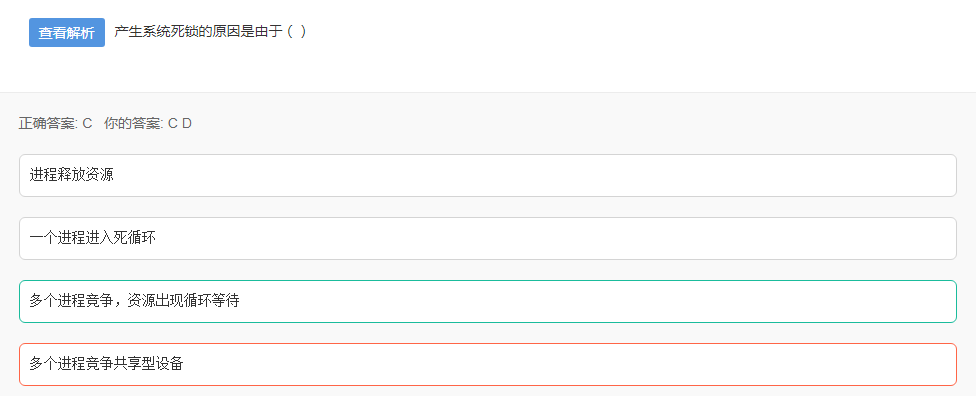 查看解析 产生系统死锁的原因是由于 ( )
正确答案: C 你的答案: C D
进程释放资源
一个进程进入死循环
多个进程竞争，资源出现循环等待
多个进程竞争共享型设备